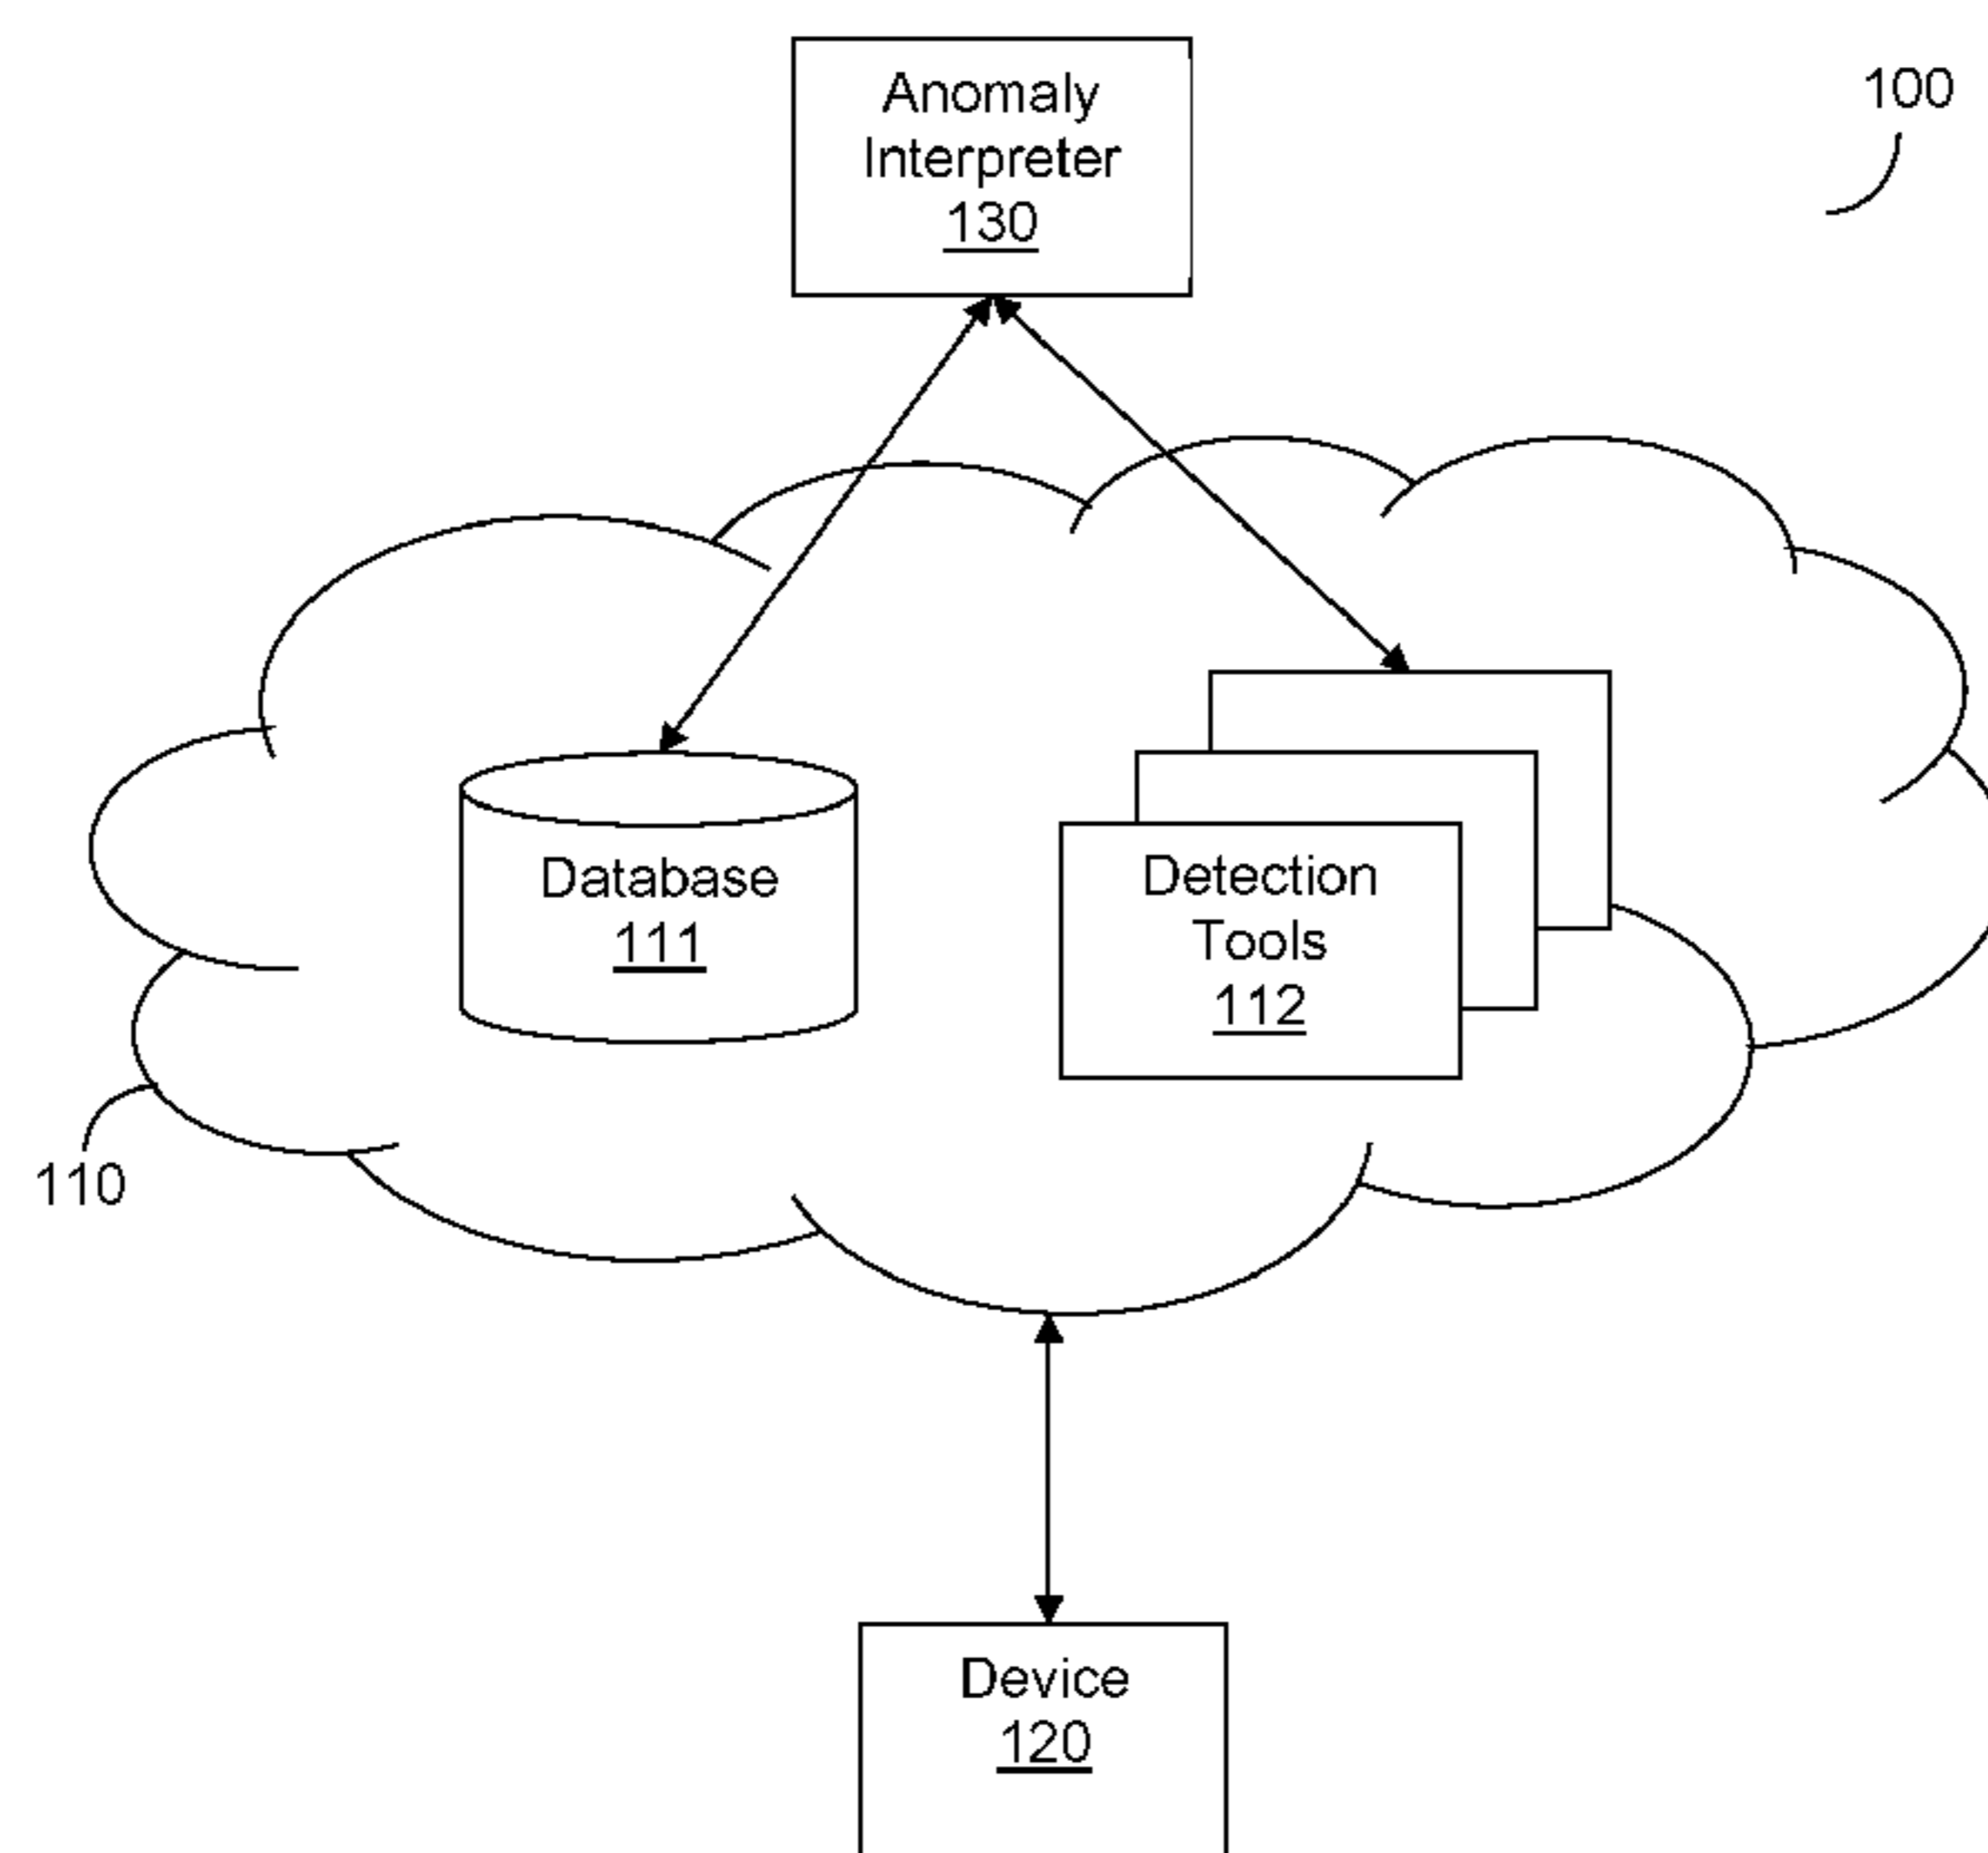 Anomaly
Interpreter
130
100
Database
111
Detection
Tools
112
110
Device
120